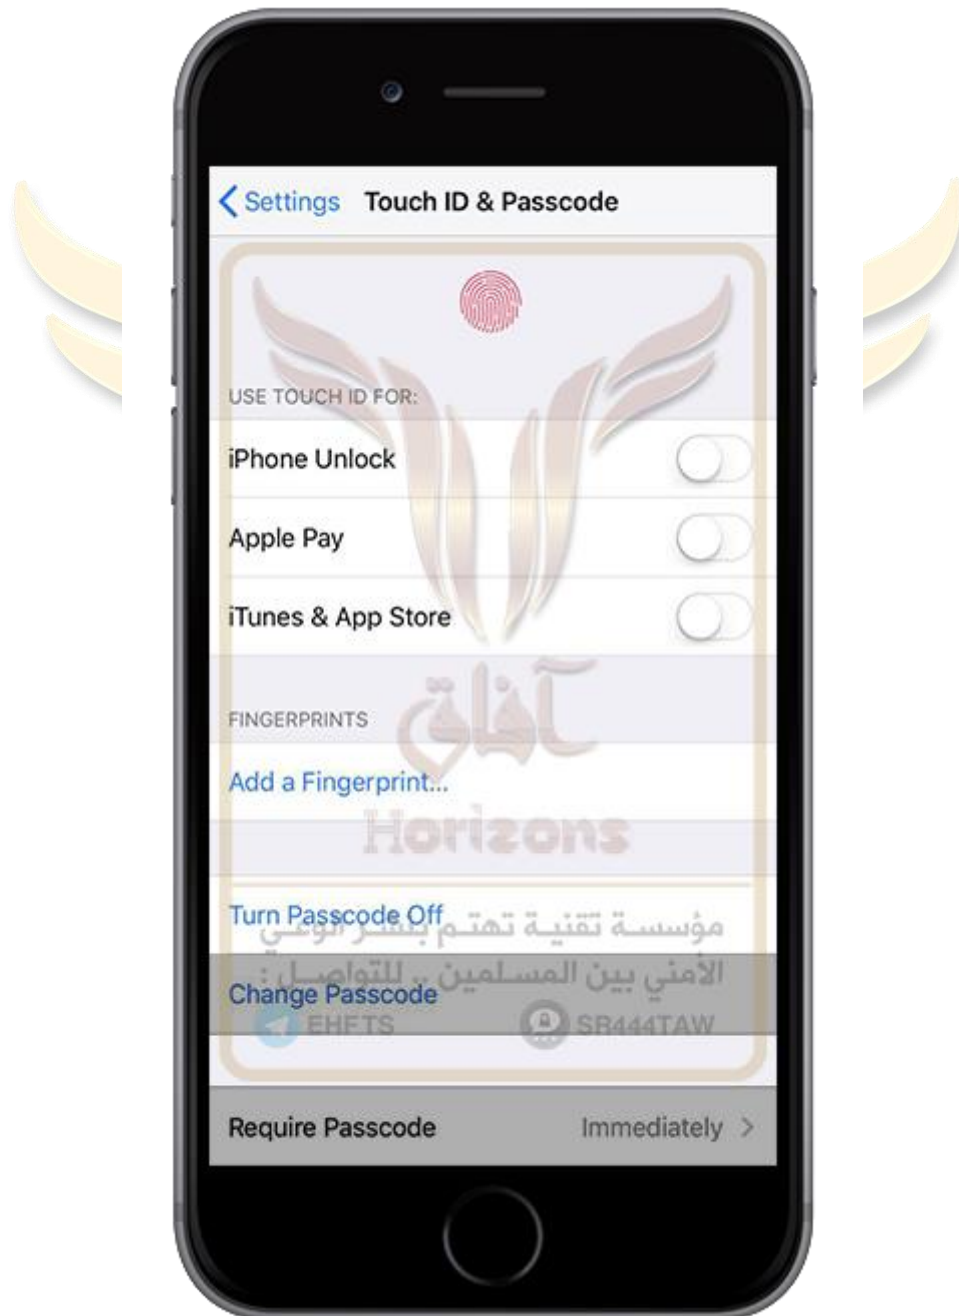 Settings Touch ID & Passcode
USE TOUCH ID FOR:
iPhone Unlock
Apple Pay
iTunes & App Store
آفاق
FINGERPRINTS
Add a Fingerprint...
Horizons
Turn Passcode Off
مؤسسة تقنية تهتم بنشر الوعي
الأمني بين المسلمين .. للتواصل :
Change Passcode
EHFTS SR444TAW
Require Passcode Immediately